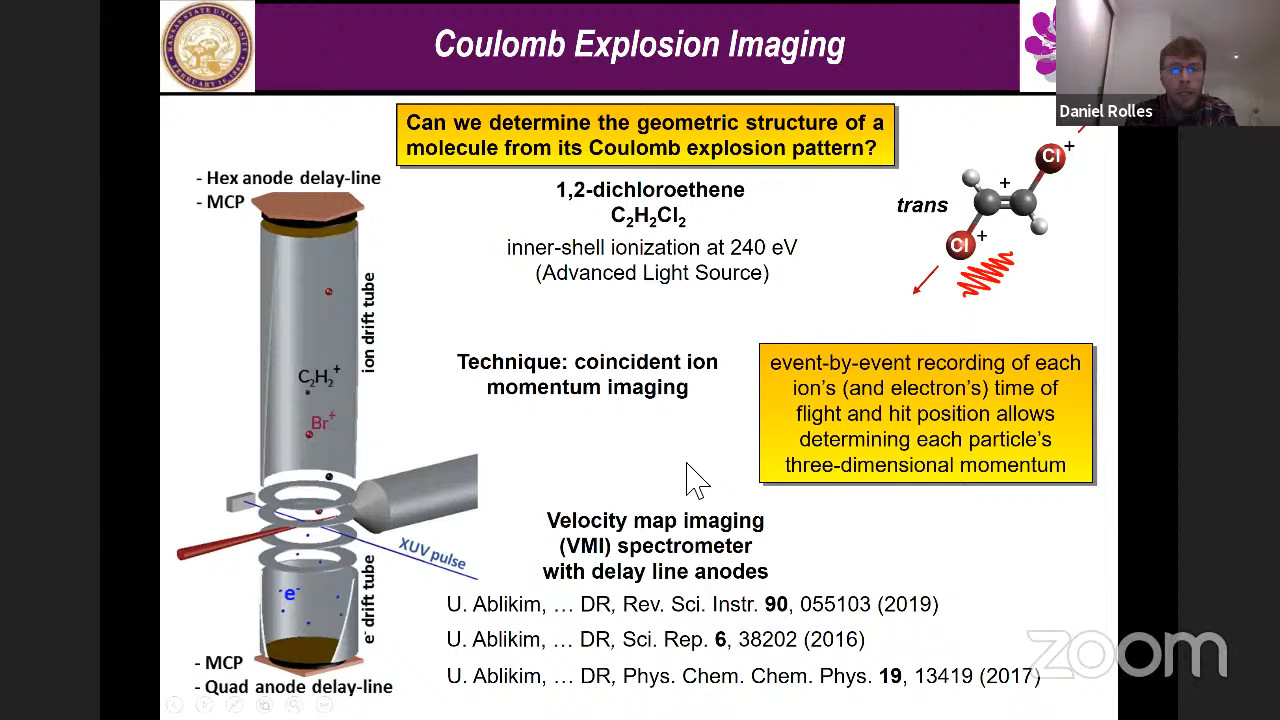 Coulomb Explosion Imaging
KANSAS STATE UNIVERSITY
FEBRUARY 16, 1863
Daniel Rolles
Can we determine the geometric structure of a
molecule from its Coulomb explosion pattern?
- Hex anode delay-line
- MCP
1,2-dichloroethene
C₂H₂Cl₂
inner-shell ionization at 240 eV
(Advanced Light Source)
trans
Cl +
+
Cl +
ion drift tube
C₂H₂⁺
Br⁺
Technique: coincident ion
momentum imaging
event-by-event recording of each
ion's (and electron's) time of
flight and hit position allows
determining each particle's
three-dimensional momentum
XUV pulse
e⁻
e⁻ drift tube
Velocity map imaging
(VMI) spectrometer
with delay line anodes
U. Ablikim, … DR, Rev. Sci. Instr. 90, 055103 (2019)
U. Ablikim, … DR, Sci. Rep. 6, 38202 (2016)
U. Ablikim, … DR, Phys. Chem. Chem. Phys. 19, 13419 (2017)
- MCP
- Quad anode delay-line
zoom